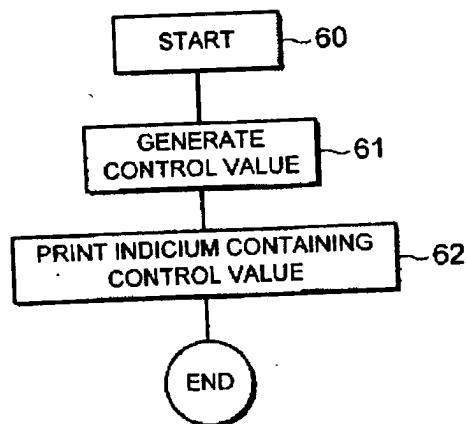 START
60
GENERATE
CONTROL VALUE
61
PRINT INDICIUM CONTAINING
CONTROL VALUE
62
END